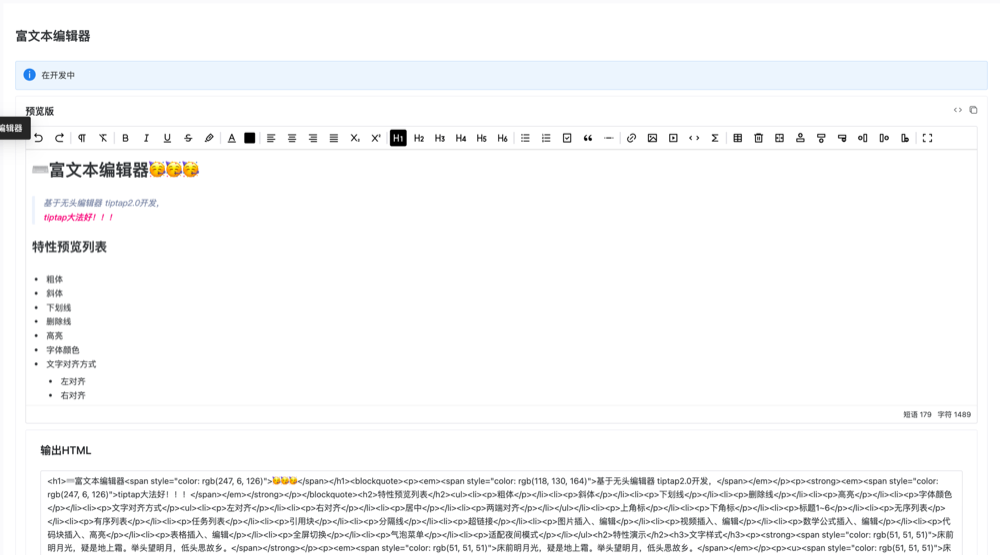 富文本编辑器
在开发中
预览版
编辑器
B I U S A X₂ X² H1 H2 H3 H4 H5 H6 Σ
⌨️富文本编辑器🥳🥳🥳
基于无头编辑器 tiptap2.0开发，
tiptap大法好！！！
特性预览列表
• 粗体
• 斜体
• 下划线
• 删除线
• 高亮
• 字体颜色
• 文字对齐方式
• 左对齐
• 右对齐
短语 179 字符 1489
输出HTML
<h1>⌨️富文本编辑器<span style="color: rgb(247, 6, 126)">🥳🥳🥳</span></h1><blockquote><p><em><span style="color: rgb(118, 130, 164)">基于无头编辑器 tiptap2.0开发，</span></em></p><p><strong><em><span style="color:
rgb(247, 6, 126)">tiptap大法好！！！</span></em></strong></p></blockquote><h2>特性预览列表</h2><ul><li><p>粗体</p></li><li><p>斜体</p></li><li><p>下划线</p></li><li><p>删除线</p></li><li><p>高亮</p></li><li><p>字体颜色
</p></li><li><p>文字对齐方式</p><ul><li><p>左对齐</p></li><li><p>右对齐</p></li><li><p>居中</p></li><li><p>两端对齐</p></li></ul></li><li><p>上角标</p></li><li><p>下角标</p></li><li><p>标题1~6</p></li><li><p>无序列表</p>
</li><li><p>有序列表</p></li><li><p>任务列表</p></li><li><p>引用块</p></li><li><p>分隔线</p></li><li><p>超链接</p></li><li><p>图片插入、编辑</p></li><li><p>视频插入、编辑</p></li><li><p>数学公式插入、编辑</p></li><li><p>代
码块插入、高亮</p></li><li><p>表格插入、编辑</p></li><li><p>全屏切换</p></li><li><p>气泡菜单</p></li><li><p>适配夜间模式</p></li></ul><h2>特性演示</h2><h3>文字样式</h3><p><strong><span style="color: rgb(51, 51, 51)">床前
明月光，疑是地上霜。举头望明月，低头思故乡。</span></strong></p><p><em><span style="color: rgb(51, 51, 51)">床前明月光，疑是地上霜。举头望明月，低头思故乡。</span></em></p><p><u><span style="color: rgb(51, 51, 51)">床